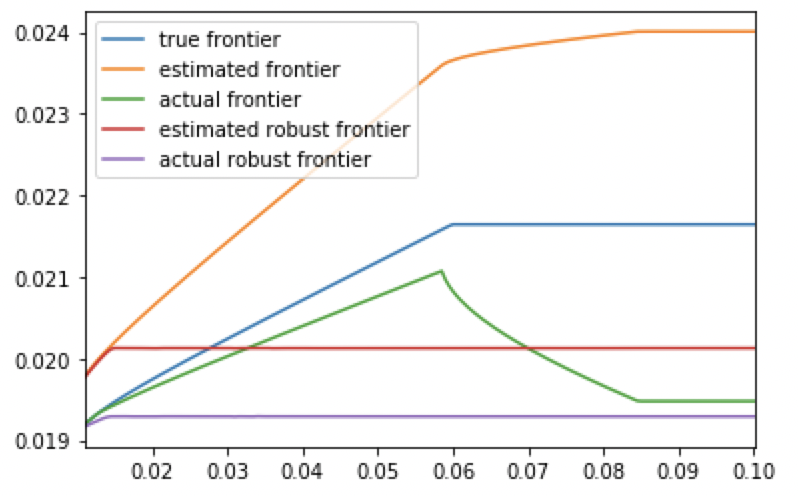 0.024
0.023
0.022
0.021
0.020
0.019
true frontier
estimated frontier
actual frontier
estimated robust frontier
actual robust frontier
0.02 0.03 0.04 0.05 0.06 0.07 0.08 0.09 0.10